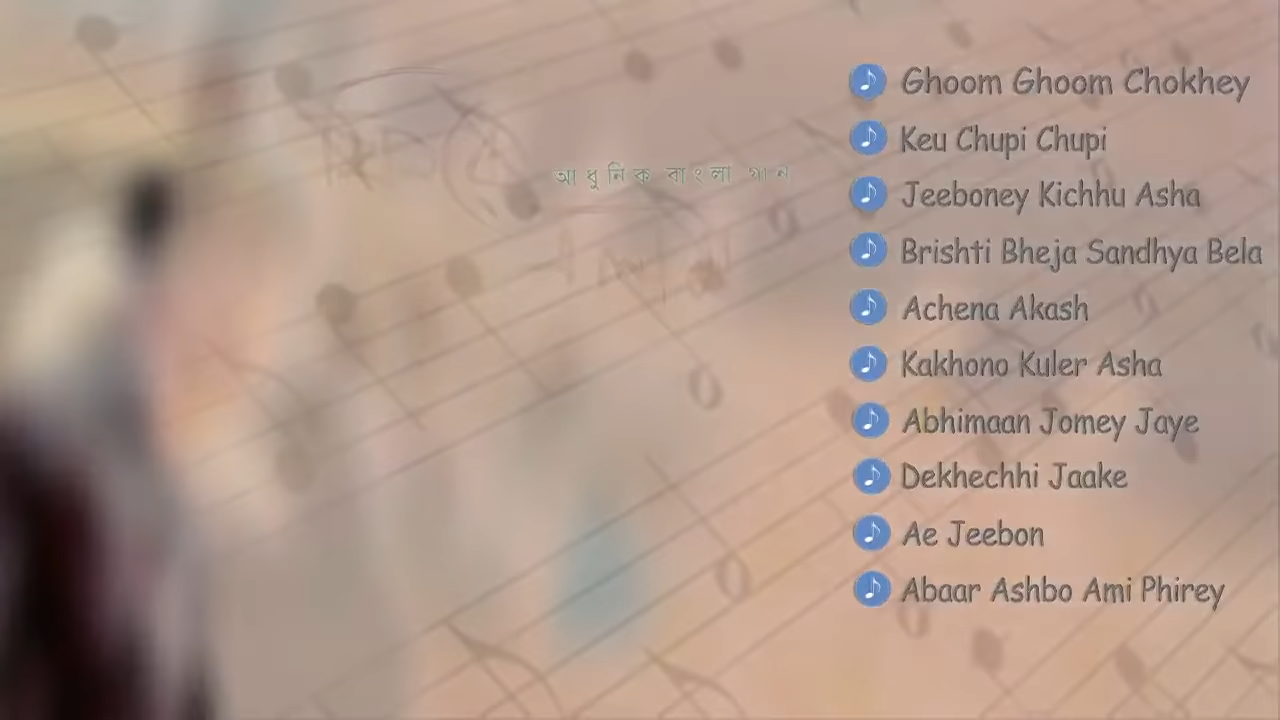 আধুনিক বাংলা গান
Ghoom Ghoom Chokhey
Keu Chupi Chupi
Jeeboney Kichhu Asha
Brishti Bheja Sandhya Bela
Achena Akash
Kakhono Kuler Asha
Abhimaan Jomey Jaye
Dekhechhi Jaake
Ae Jeebon
Abaar Ashbo Ami Phirey